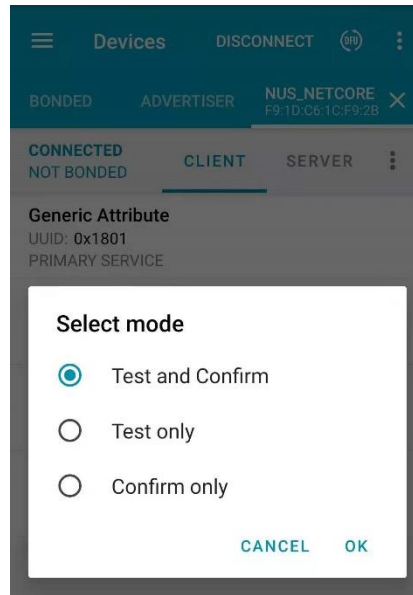 Devices
DISCONNECT
DFU
BONDED
ADVERTISER
NUS_NETCORE
F9:1D:C6:1C:F9:2B
CONNECTED
NOT BONDED
CLIENT
SERVER
Generic Attribute
UUID: 0x1801
PRIMARY SERVICE
Select mode
Test and Confirm
Test only
Confirm only
CANCEL
OK